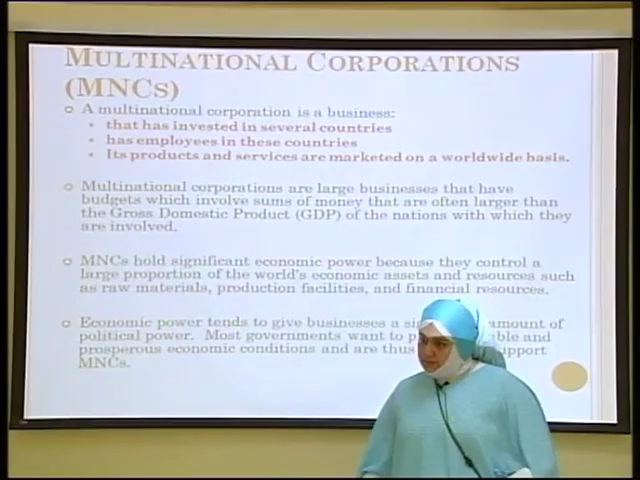 MULTINATIONAL CORPORATIONS
(MNCS)
A multinational corporation is a business:
that has invested in several countries
has employees in these countries
Its products and services are marketed on a worldwide basis.
Multinational corporations are large businesses that have
budgets which involve sums of money that are often larger than
the Gross Domestic Product (GDP) of the nations with which they
are involved.
MNCs hold significant economic power because they control a
large proportion of the world's economic assets and resources such
as raw materials, production facilities, and financial resources.
Economic power tends to give businesses a amount of
political power. Most governments want to and
prosperous economic conditions and are thus support
MNCs.